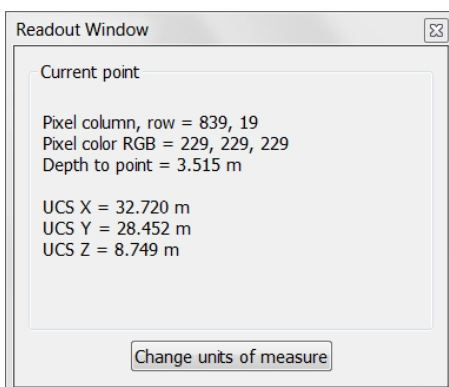 Readout Window
Current point
Pixel column, row = 839, 19
Pixel color RGB = 229, 229, 229
Depth to point = 3.515 m
UCS X = 32.720 m
UCS Y = 28.452 m
UCS Z = 8.749 m
Change units of measure